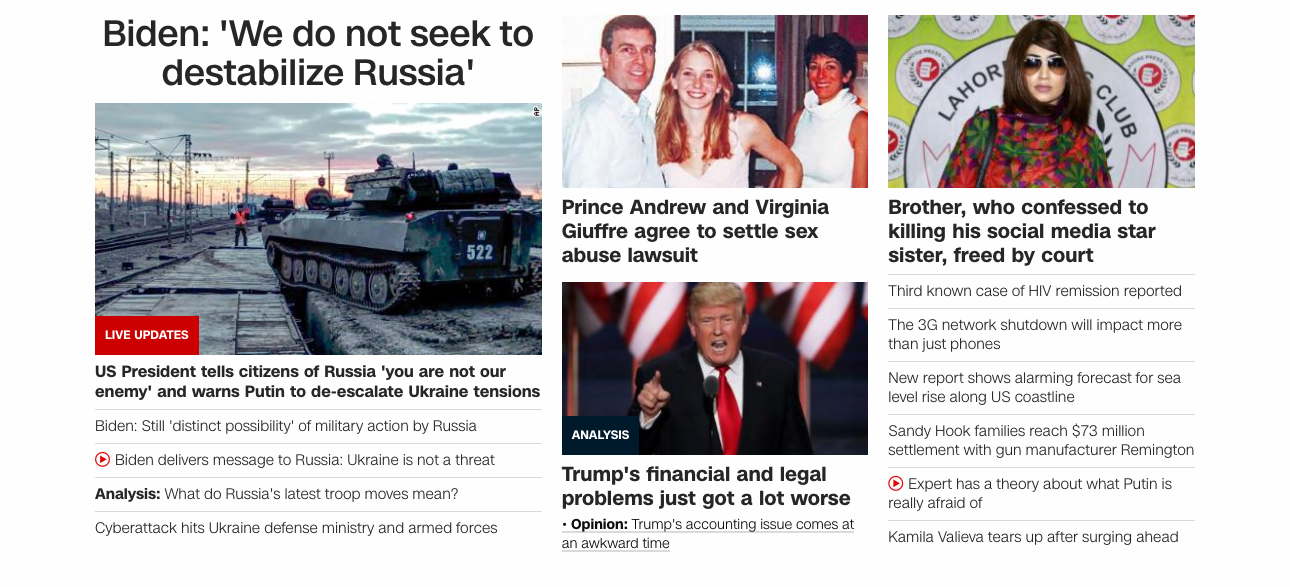 Biden: 'We do not seek to
destabilize Russia'
AP
522
LIVE UPDATES
US President tells citizens of Russia 'you are not our
enemy' and warns Putin to de-escalate Ukraine tensions
Biden: Still 'distinct possibility' of military action by Russia
Biden delivers message to Russia: Ukraine is not a threat
Analysis: What do Russia's latest troop moves mean?
Cyberattack hits Ukraine defense ministry and armed forces
Prince Andrew and Virginia
Giuffre agree to settle sex
abuse lawsuit
ANALYSIS
Trump's financial and legal
problems just got a lot worse
• Opinion: Trump's accounting issue comes at
an awkward time
LAHORE PRESS CLUB
LAHORE CLUB
Brother, who confessed to
killing his social media star
sister, freed by court
Third known case of HIV remission reported
The 3G network shutdown will impact more
than just phones
New report shows alarming forecast for sea
level rise along US coastline
Sandy Hook families reach $73 million
settlement with gun manufacturer Remington
Expert has a theory about what Putin is
really afraid of
Kamila Valieva tears up after surging ahead